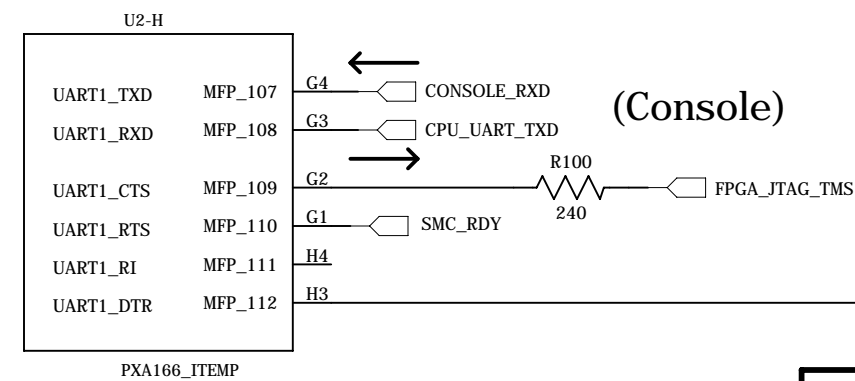 U2-H
UART1_TXD MFP_107 G4 CONSOLE_RXD
(Console)
UART1_RXD MFP_108 G3 CPU_UART_TXD
R100
UART1_CTS MFP_109 G2 FPGA_JTAG_TMS
240
UART1_RTS MFP_110 G1 SMC_RDY
UART1_RI MFP_111 H4
UART1_DTR MFP_112 H3
PXA166_ITEMP